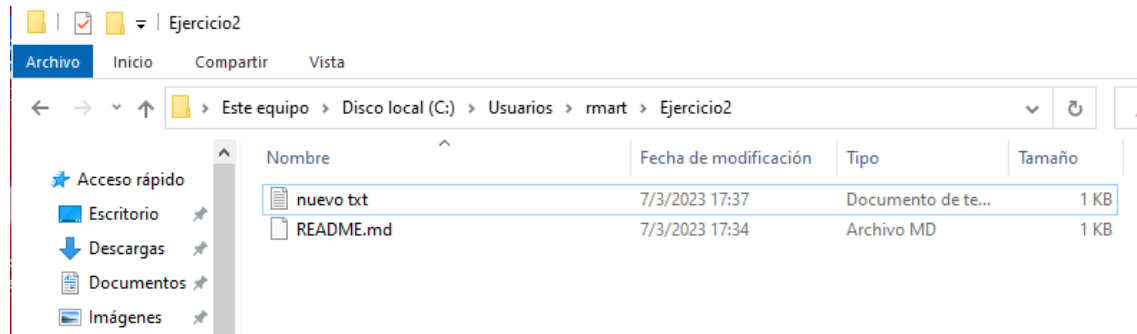 Ejercicio2
Archivo Inicio Compartir Vista
Este equipo > Disco local (C:) > Usuarios > rmart > Ejercicio2
Nombre Fecha de modificación Tipo Tamaño
Acceso rápido
nuevo txt 7/3/2023 17:37 Documento de te... 1 KB
Escritorio
README.md 7/3/2023 17:34 Archivo MD 1 KB
Descargas
Documentos
Imágenes